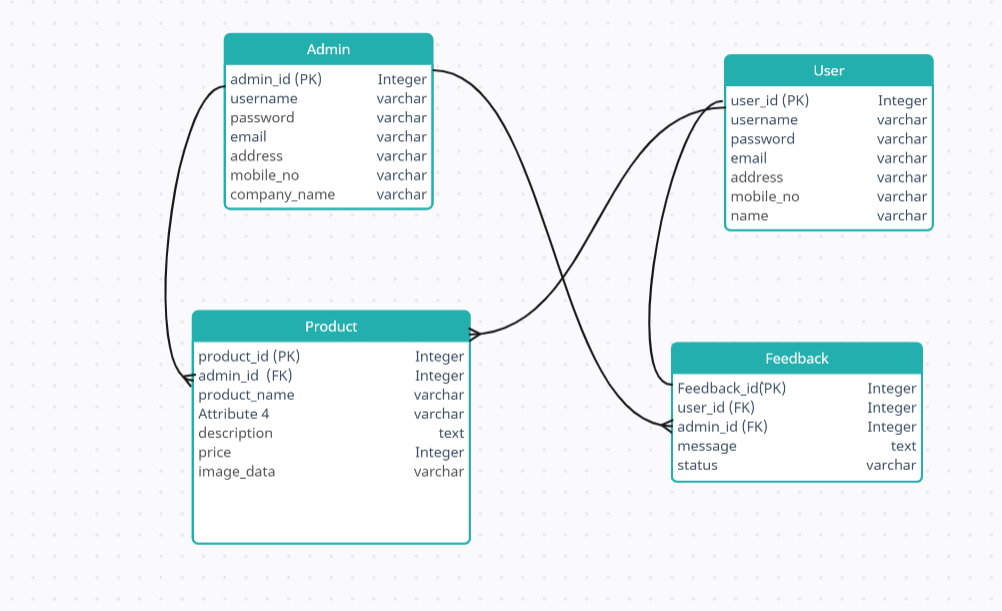 Admin
admin_id (PK) Integer
username varchar
password varchar
email varchar
address varchar
mobile_no varchar
company_name varchar
User
user_id (PK) Integer
username varchar
password varchar
email varchar
address varchar
mobile_no varchar
name varchar
Product
product_id (PK) Integer
admin_id (FK) Integer
product_name varchar
Attribute 4 varchar
description text
price Integer
image_data varchar
Feedback
Feedback_id(PK) Integer
user_id (FK) Integer
admin_id (FK) Integer
message text
status varchar